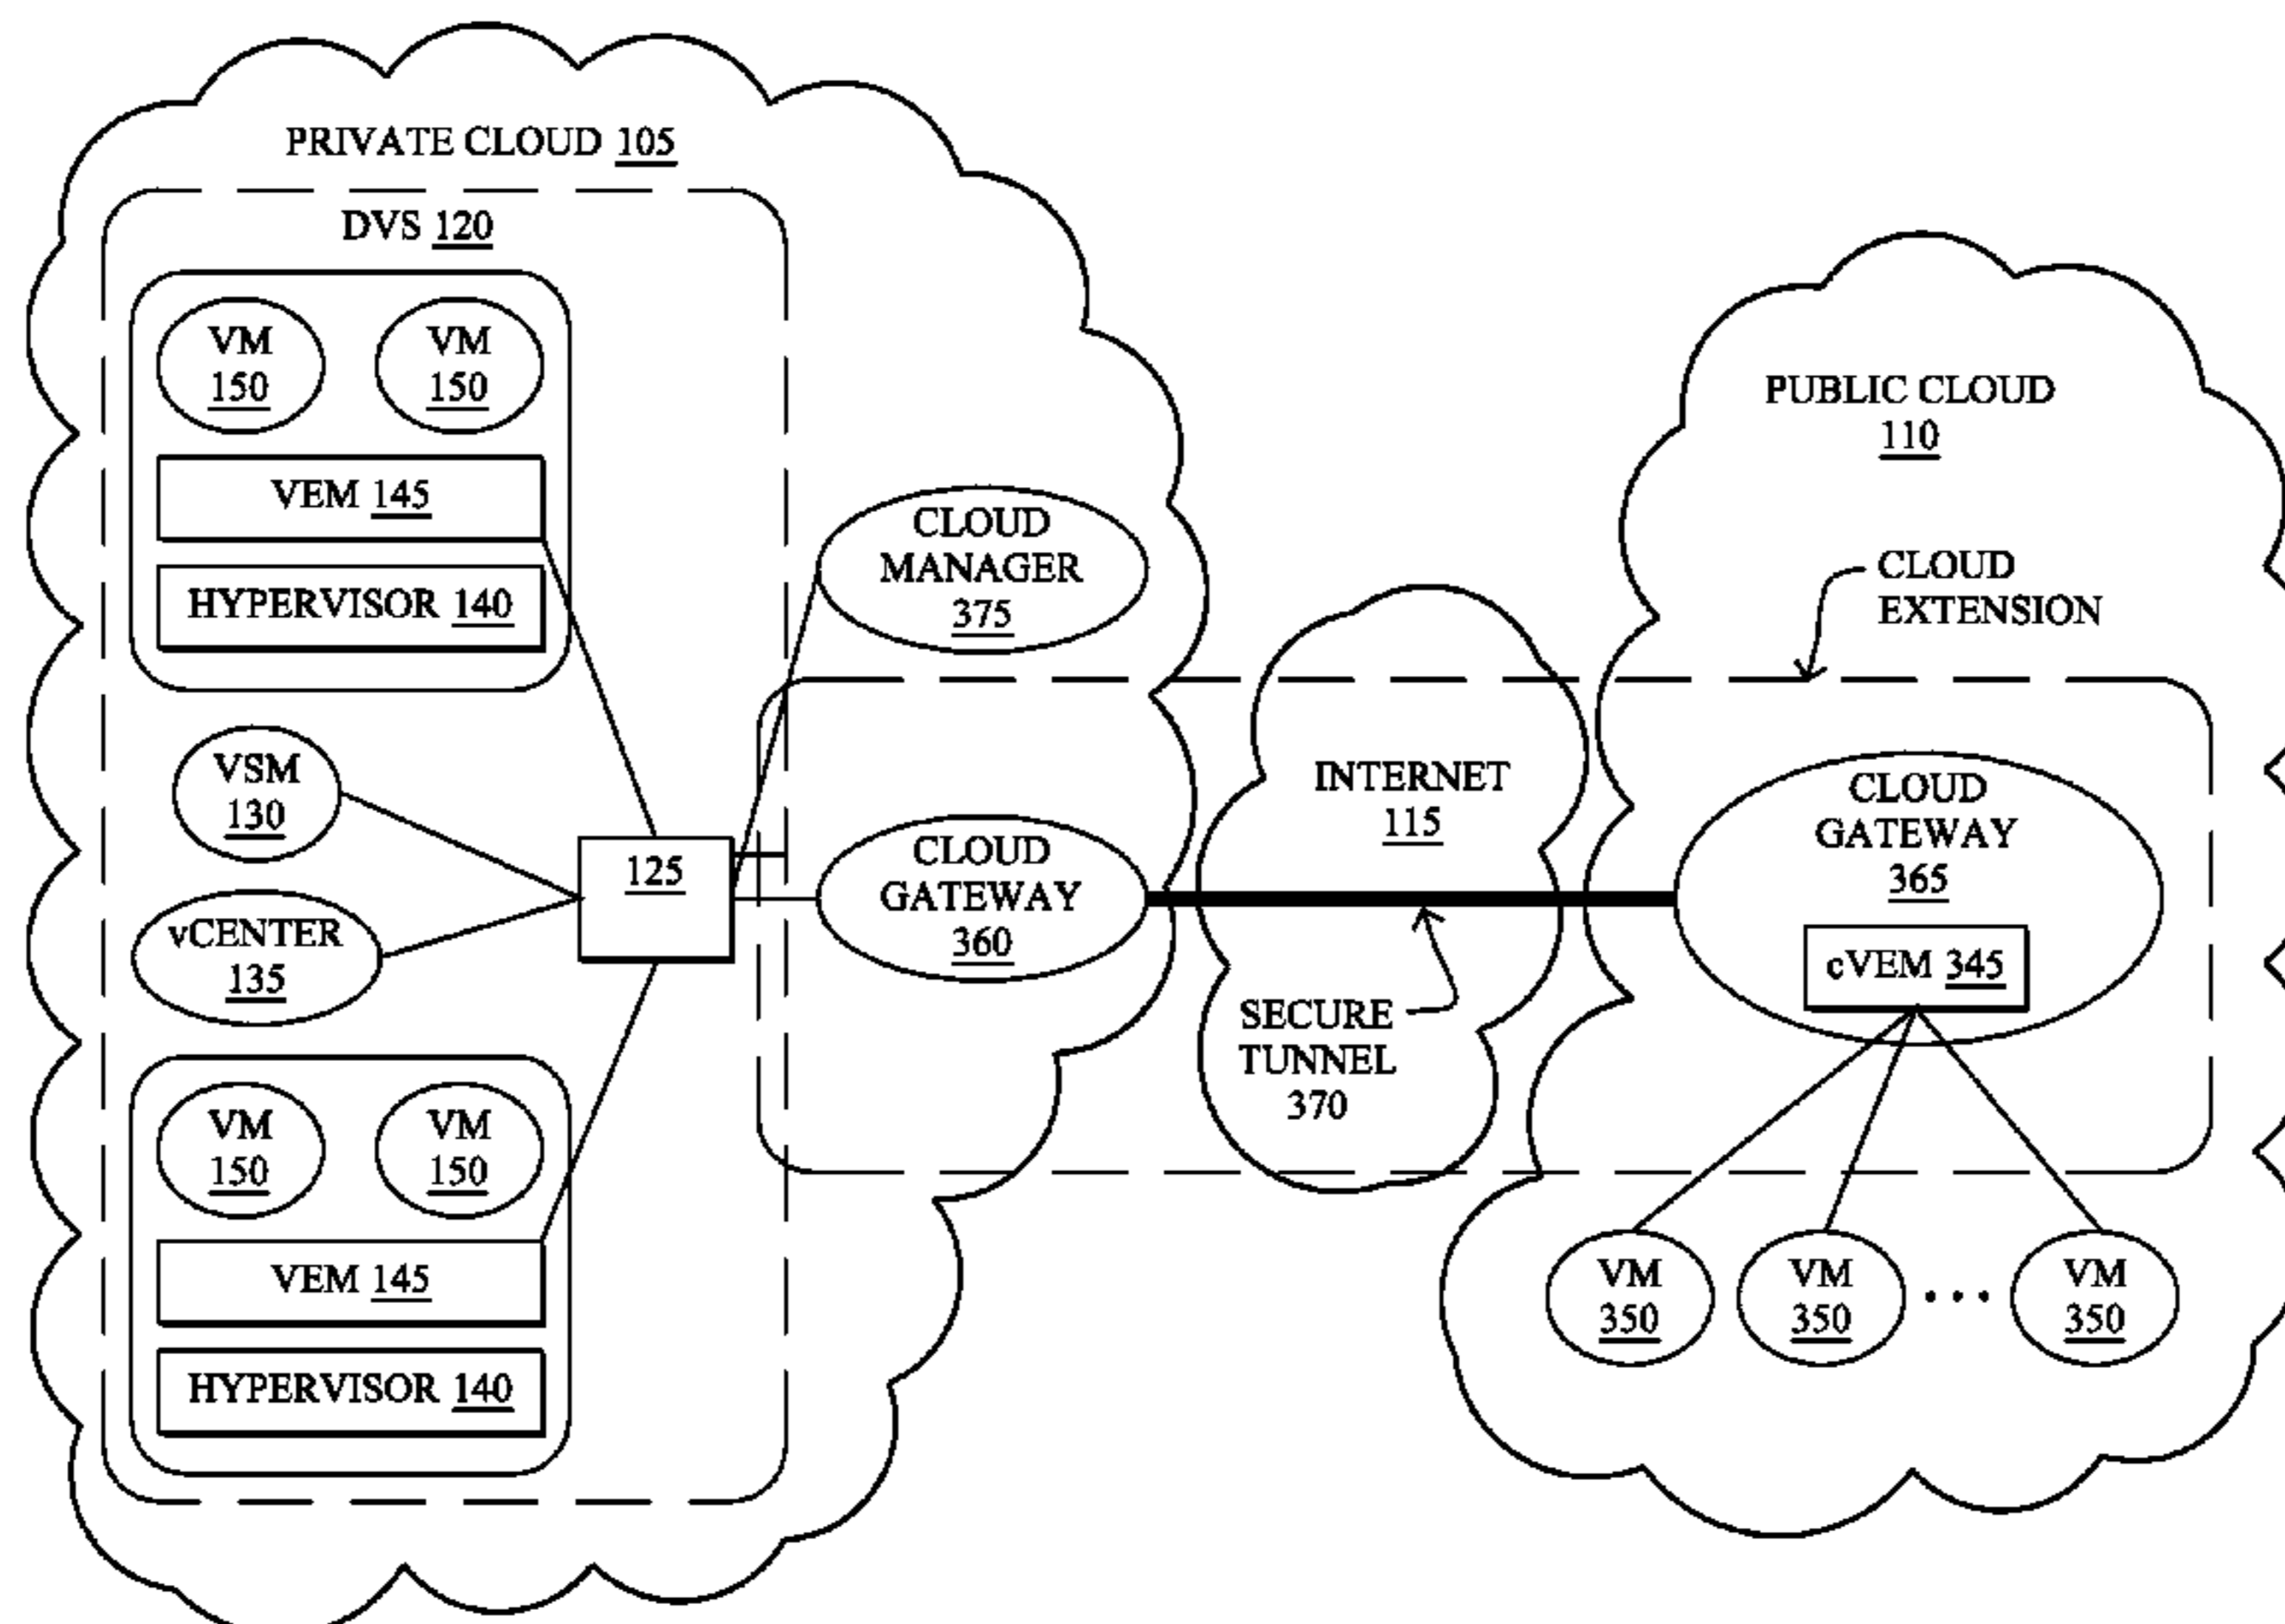 PRIVATE CLOUD 105
DVS 120
VM
150
VM
150
VEM 145
HYPERVISOR 140
VSM
130
vCENTER
135
125
VM
150
VM
150
VEM 145
HYPERVISOR 140
CLOUD
MANAGER
375
CLOUD
GATEWAY
360
INTERNET
115
SECURE
TUNNEL
370
PUBLIC CLOUD
110
CLOUD
EXTENSION
CLOUD
GATEWAY
365
cVEM 345
VM
350
VM
350
• • •
VM
350